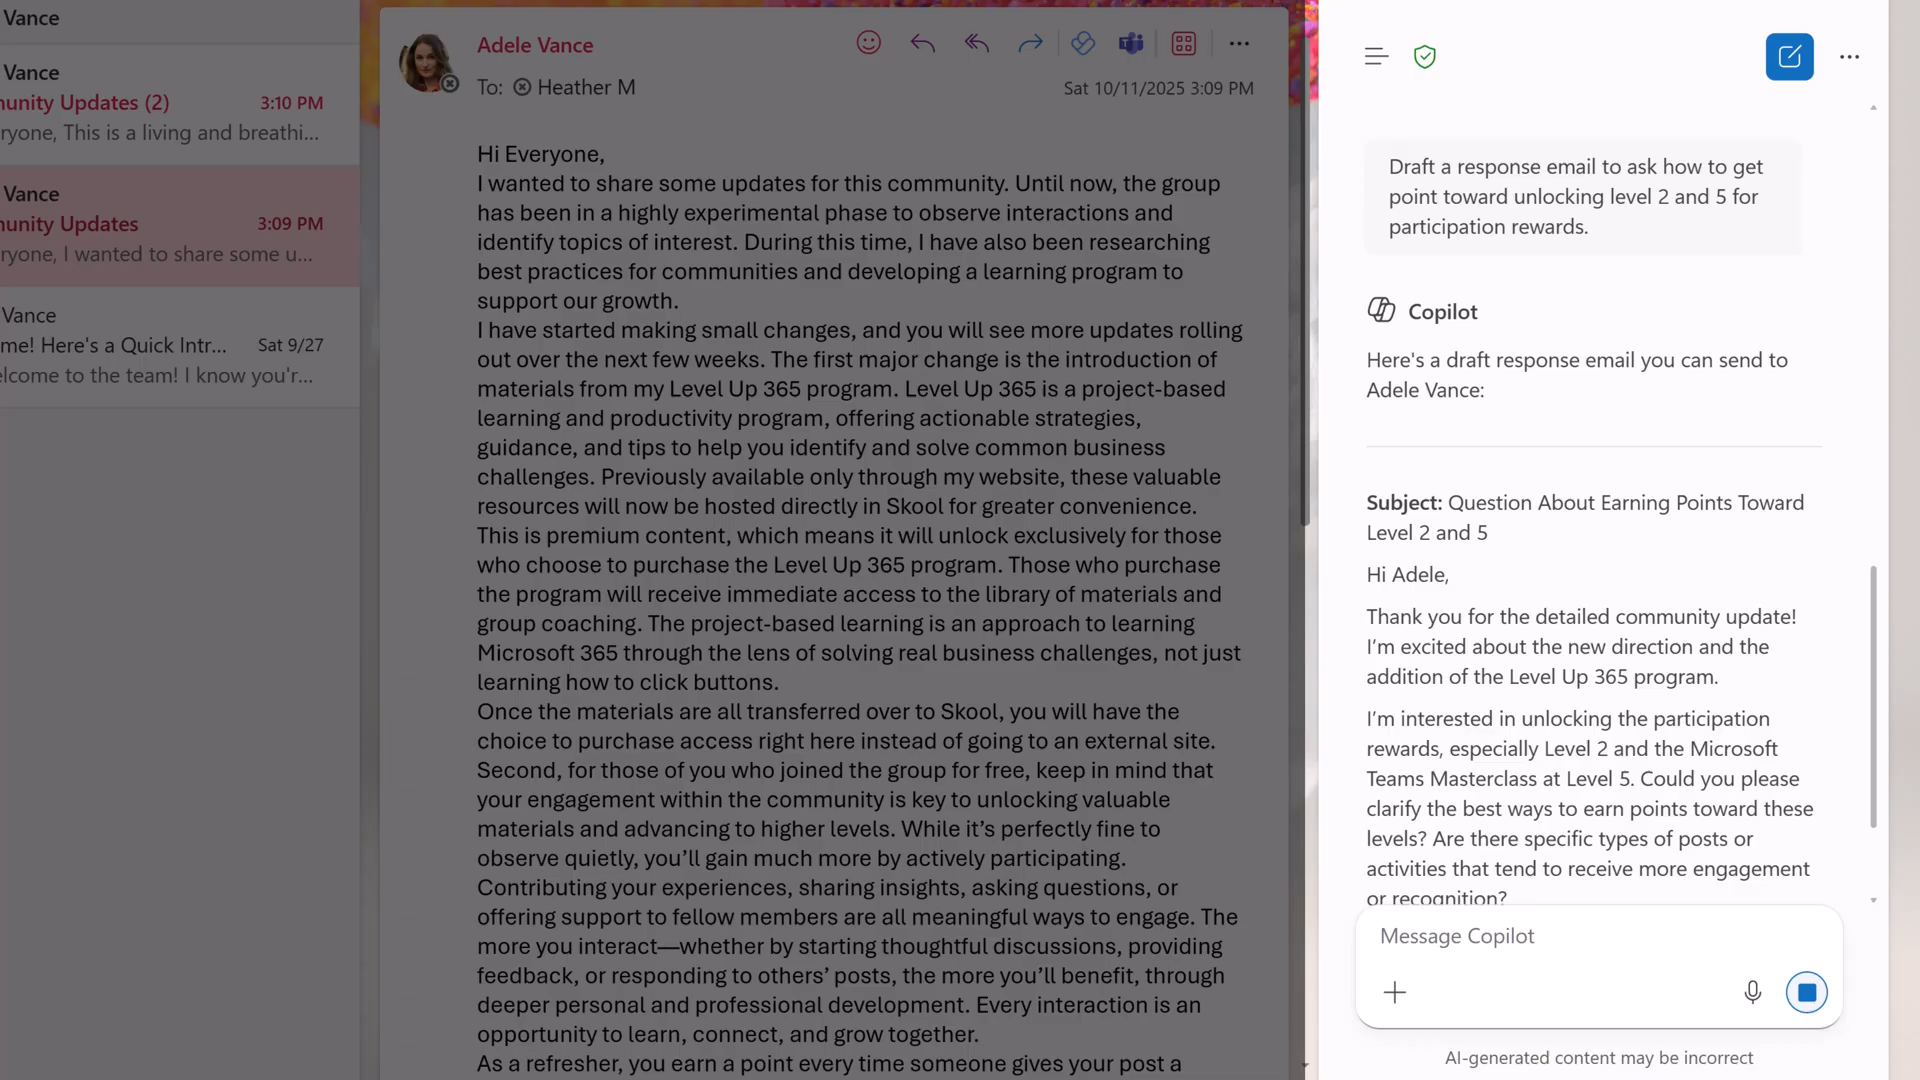 Vance
Vance
nunity Updates (2) 3:10 PM
ryone, This is a living and breathi...
Vance
nunity Updates 3:09 PM
ryone, I wanted to share some u...
Vance
me! Here's a Quick Intr... Sat 9/27
elcome to the team! I know you'r...
Adele Vance
To: Heather M
Sat 10/11/2025 3:09 PM
Hi Everyone,
I wanted to share some updates for this community. Until now, the group
has been in a highly experimental phase to observe interactions and
identify topics of interest. During this time, I have also been researching
best practices for communities and developing a learning program to
support our growth.
I have started making small changes, and you will see more updates rolling
out over the next few weeks. The first major change is the introduction of
materials from my Level Up 365 program. Level Up 365 is a project-based
learning and productivity program, offering actionable strategies,
guidance, and tips to help you identify and solve common business
challenges. Previously available only through my website, these valuable
resources will now be hosted directly in Skool for greater convenience.
This is premium content, which means it will unlock exclusively for those
who choose to purchase the Level Up 365 program. Those who purchase
the program will receive immediate access to the library of materials and
group coaching. The project-based learning is an approach to learning
Microsoft 365 through the lens of solving real business challenges, not just
learning how to click buttons.
Once the materials are all transferred over to Skool, you will have the
choice to purchase access right here instead of going to an external site.
Second, for those of you who joined the group for free, keep in mind that
your engagement within the community is key to unlocking valuable
materials and advancing to higher levels. While it’s perfectly fine to
observe quietly, you’ll gain much more by actively participating.
Contributing your experiences, sharing insights, asking questions, or
offering support to fellow members are all meaningful ways to engage. The
more you interact—whether by starting thoughtful discussions, providing
feedback, or responding to others’ posts, the more you’ll benefit, through
deeper personal and professional development. Every interaction is an
opportunity to learn, connect, and grow together.
As a refresher, you earn a point every time someone gives your post a
Draft a response email to ask how to get
point toward unlocking level 2 and 5 for
participation rewards.
Copilot
Here's a draft response email you can send to
Adele Vance:
Subject: Question About Earning Points Toward
Level 2 and 5
Hi Adele,
Thank you for the detailed community update!
I’m excited about the new direction and the
addition of the Level Up 365 program.
I’m interested in unlocking the participation
rewards, especially Level 2 and the Microsoft
Teams Masterclass at Level 5. Could you please
clarify the best ways to earn points toward these
levels? Are there specific types of posts or
activities that tend to receive more engagement
or recognition?
Message Copilot
AI-generated content may be incorrect